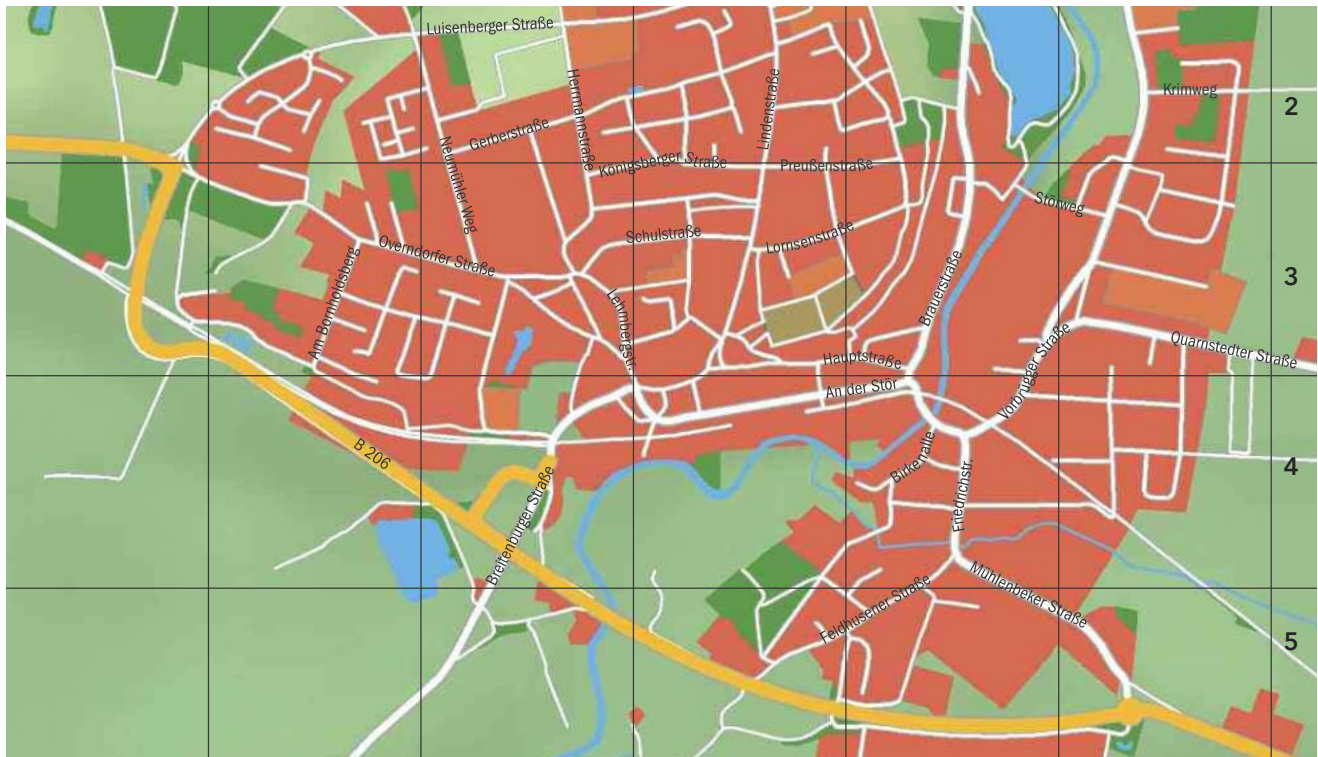 Luisenberger Straße
Herrmannstraße
Lindenstraße
Krimweg
2
Gerberstraße
Neumühler Weg
Königsberger Straße
Preußenstraße
Störweg
Schulstraße
Lornsenstraße
Overndorfer Straße
Am Bornholdsberg
Lehmbergstr.
Brauerstraße
3
Hauptstraße
Vorbrügger Straße
Quarnstedter Straße
An der Stör
B 206
Birkenalle
4
Breitenburger Straße
Friedrichstr.
Mühlenbeker Straße
Feldhusener Straße
5